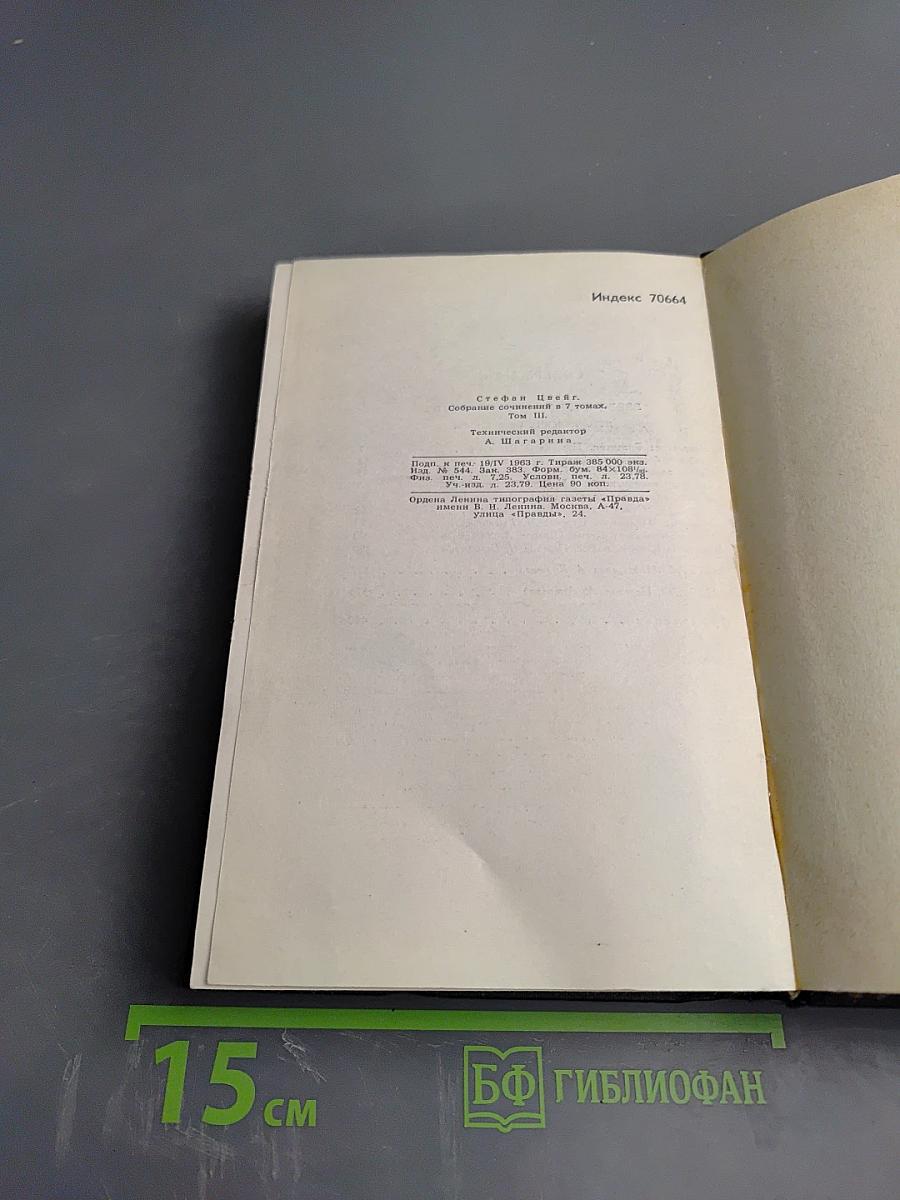 Индекс 70664
Стефан Цвейг.
Собрание сочинений в 7 томах.
Том III.
Технический редактор
А. Шагарина.
Подп. к печ. 19/IV 1963 г. Тираж 385 000 экз.
Изд. № 544. Зак. 383. Форм. бум. 84×108¹/₃₂.
Физ. печ. л. 7,25. Условн. печ. л. 23,78.
Уч.-изд. л. 23,79. Цена 90 коп.
Ордена Ленина типография газеты «Правда»
имени В. И. Ленина. Москва, А-47,
улица «Правды», 24.
15 см
БФ ГИБЛИОФАН